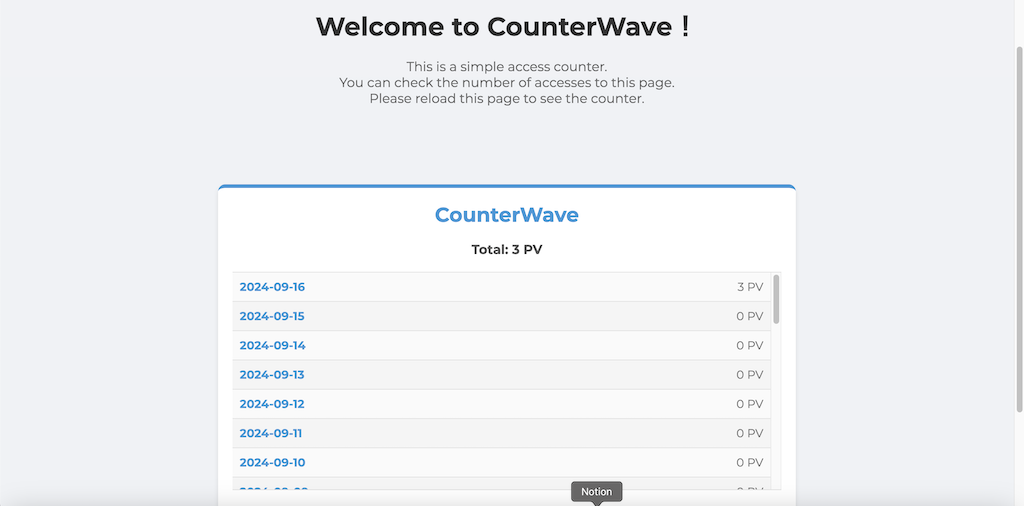 Welcome to CounterWave！
This is a simple access counter.
You can check the number of accesses to this page.
Please reload this page to see the counter.
CounterWave
Total: 3 PV
2024-09-16 3 PV
2024-09-15 0 PV
2024-09-14 0 PV
2024-09-13 0 PV
2024-09-12 0 PV
2024-09-11 0 PV
2024-09-10 0 PV
Notion